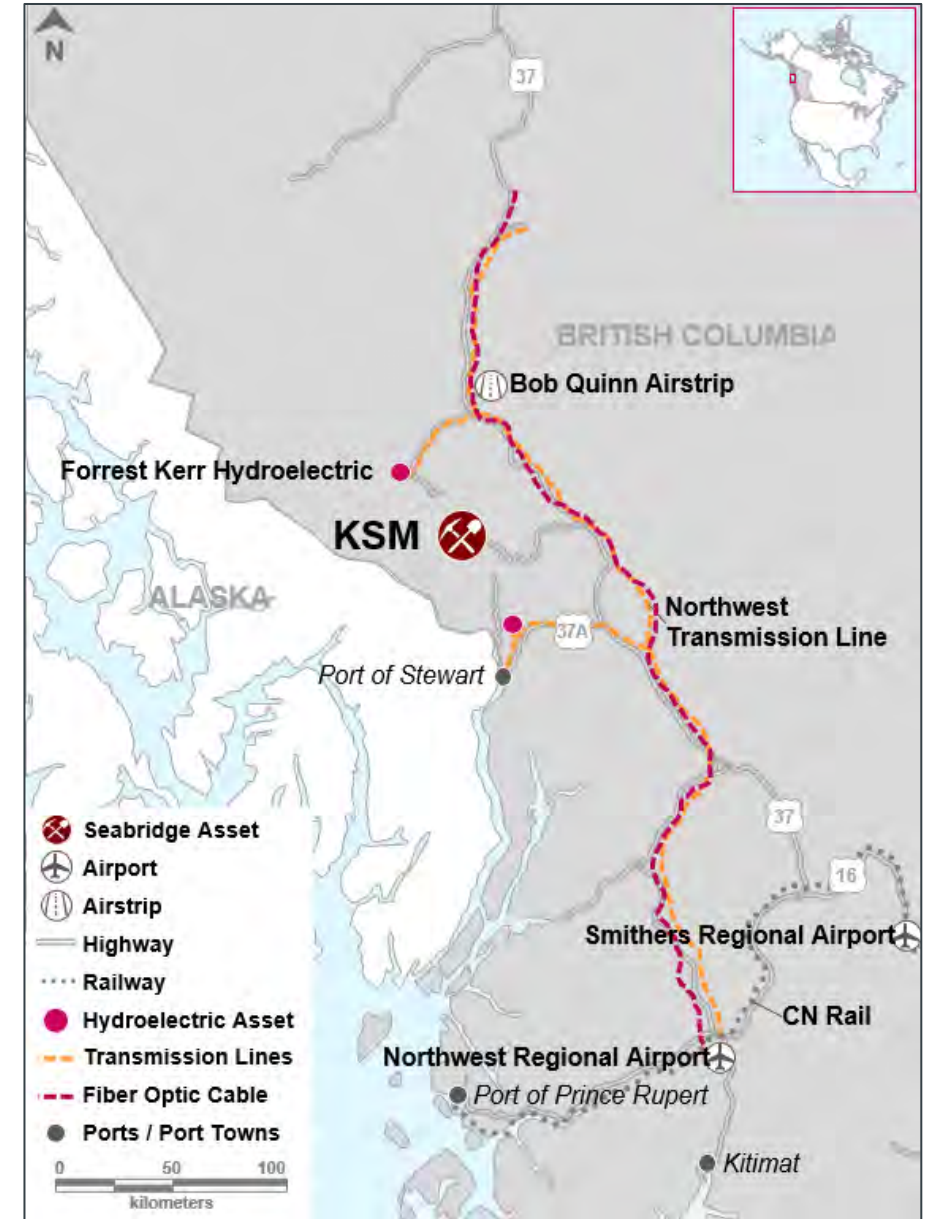 N
37
BRITISH COLUMBIA
Bob Quinn Airstrip
Forrest Kerr Hydroelectric
KSM
ALASKA
Northwest
Transmission Line
37A
Port of Stewart
37
16
Smithers Regional Airport
CN Rail
Northwest Regional Airport
Port of Prince Rupert
Kitimat
Seabridge Asset
Airport
Airstrip
Highway
Railway
Hydroelectric Asset
Transmission Lines
Fiber Optic Cable
Ports / Port Towns
0 50 100
kilometers